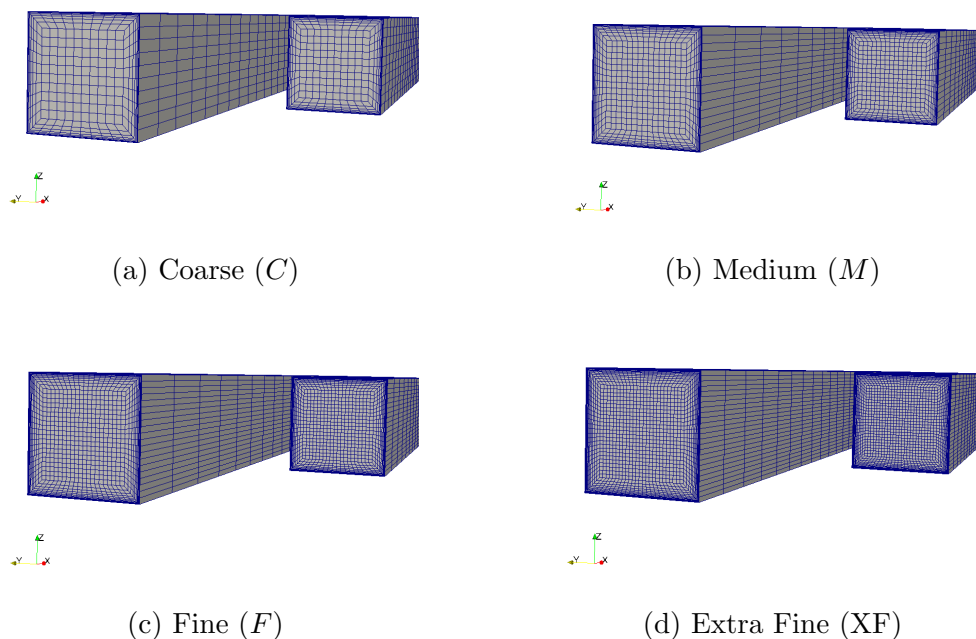 Z
Y
X
Z
Y
X
(a) Coarse (C)
(b) Medium (M)
Z
Y
X
Z
Y
X
(c) Fine (F)
(d) Extra Fine (XF)